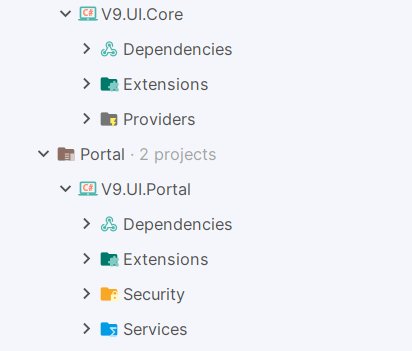 C# V9.UI.Core
Dependencies
Extensions
Providers
Portal · 2 projects
C# V9.UI.Portal
Dependencies
Extensions
Security
Services